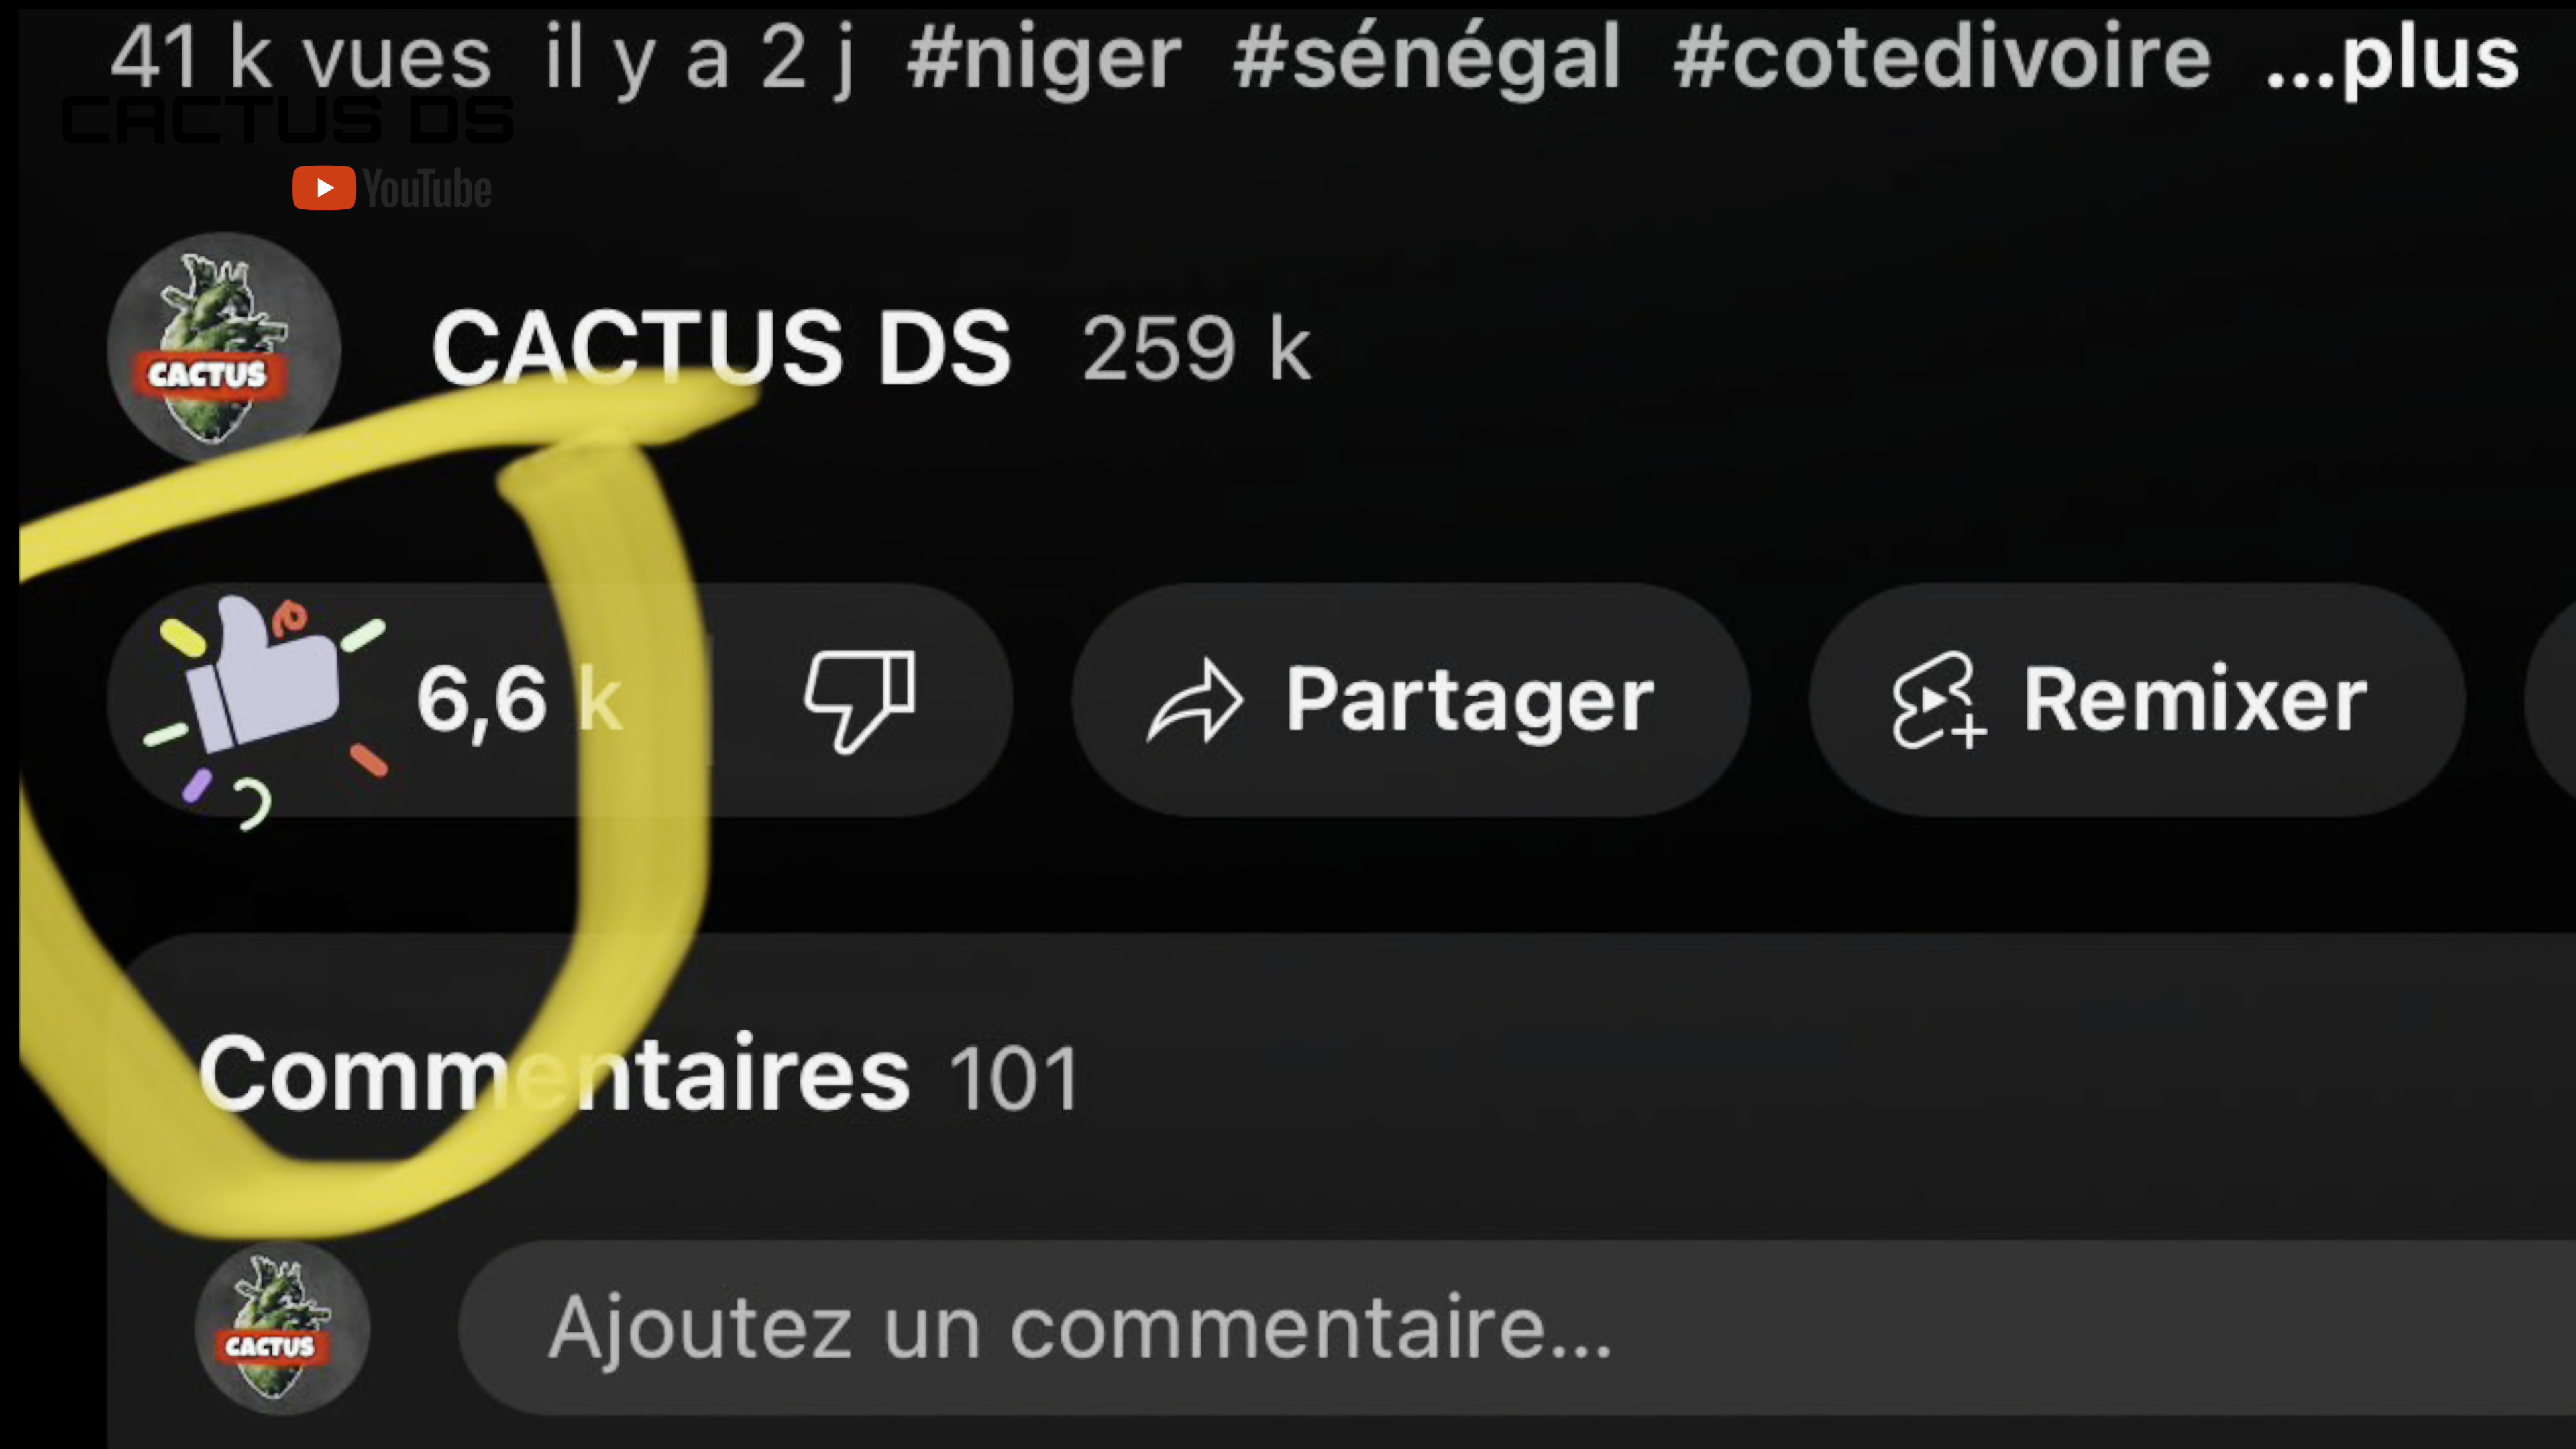 41 k vues il y a 2 j #niger #sénégal #cotedivoire ...plus
CACTUS DS
YouTube
CACTUS
CACTUS DS 259 k
6,6 k
Partager
Remixer
Commentaires 101
CACTUS
Ajoutez un commentaire...